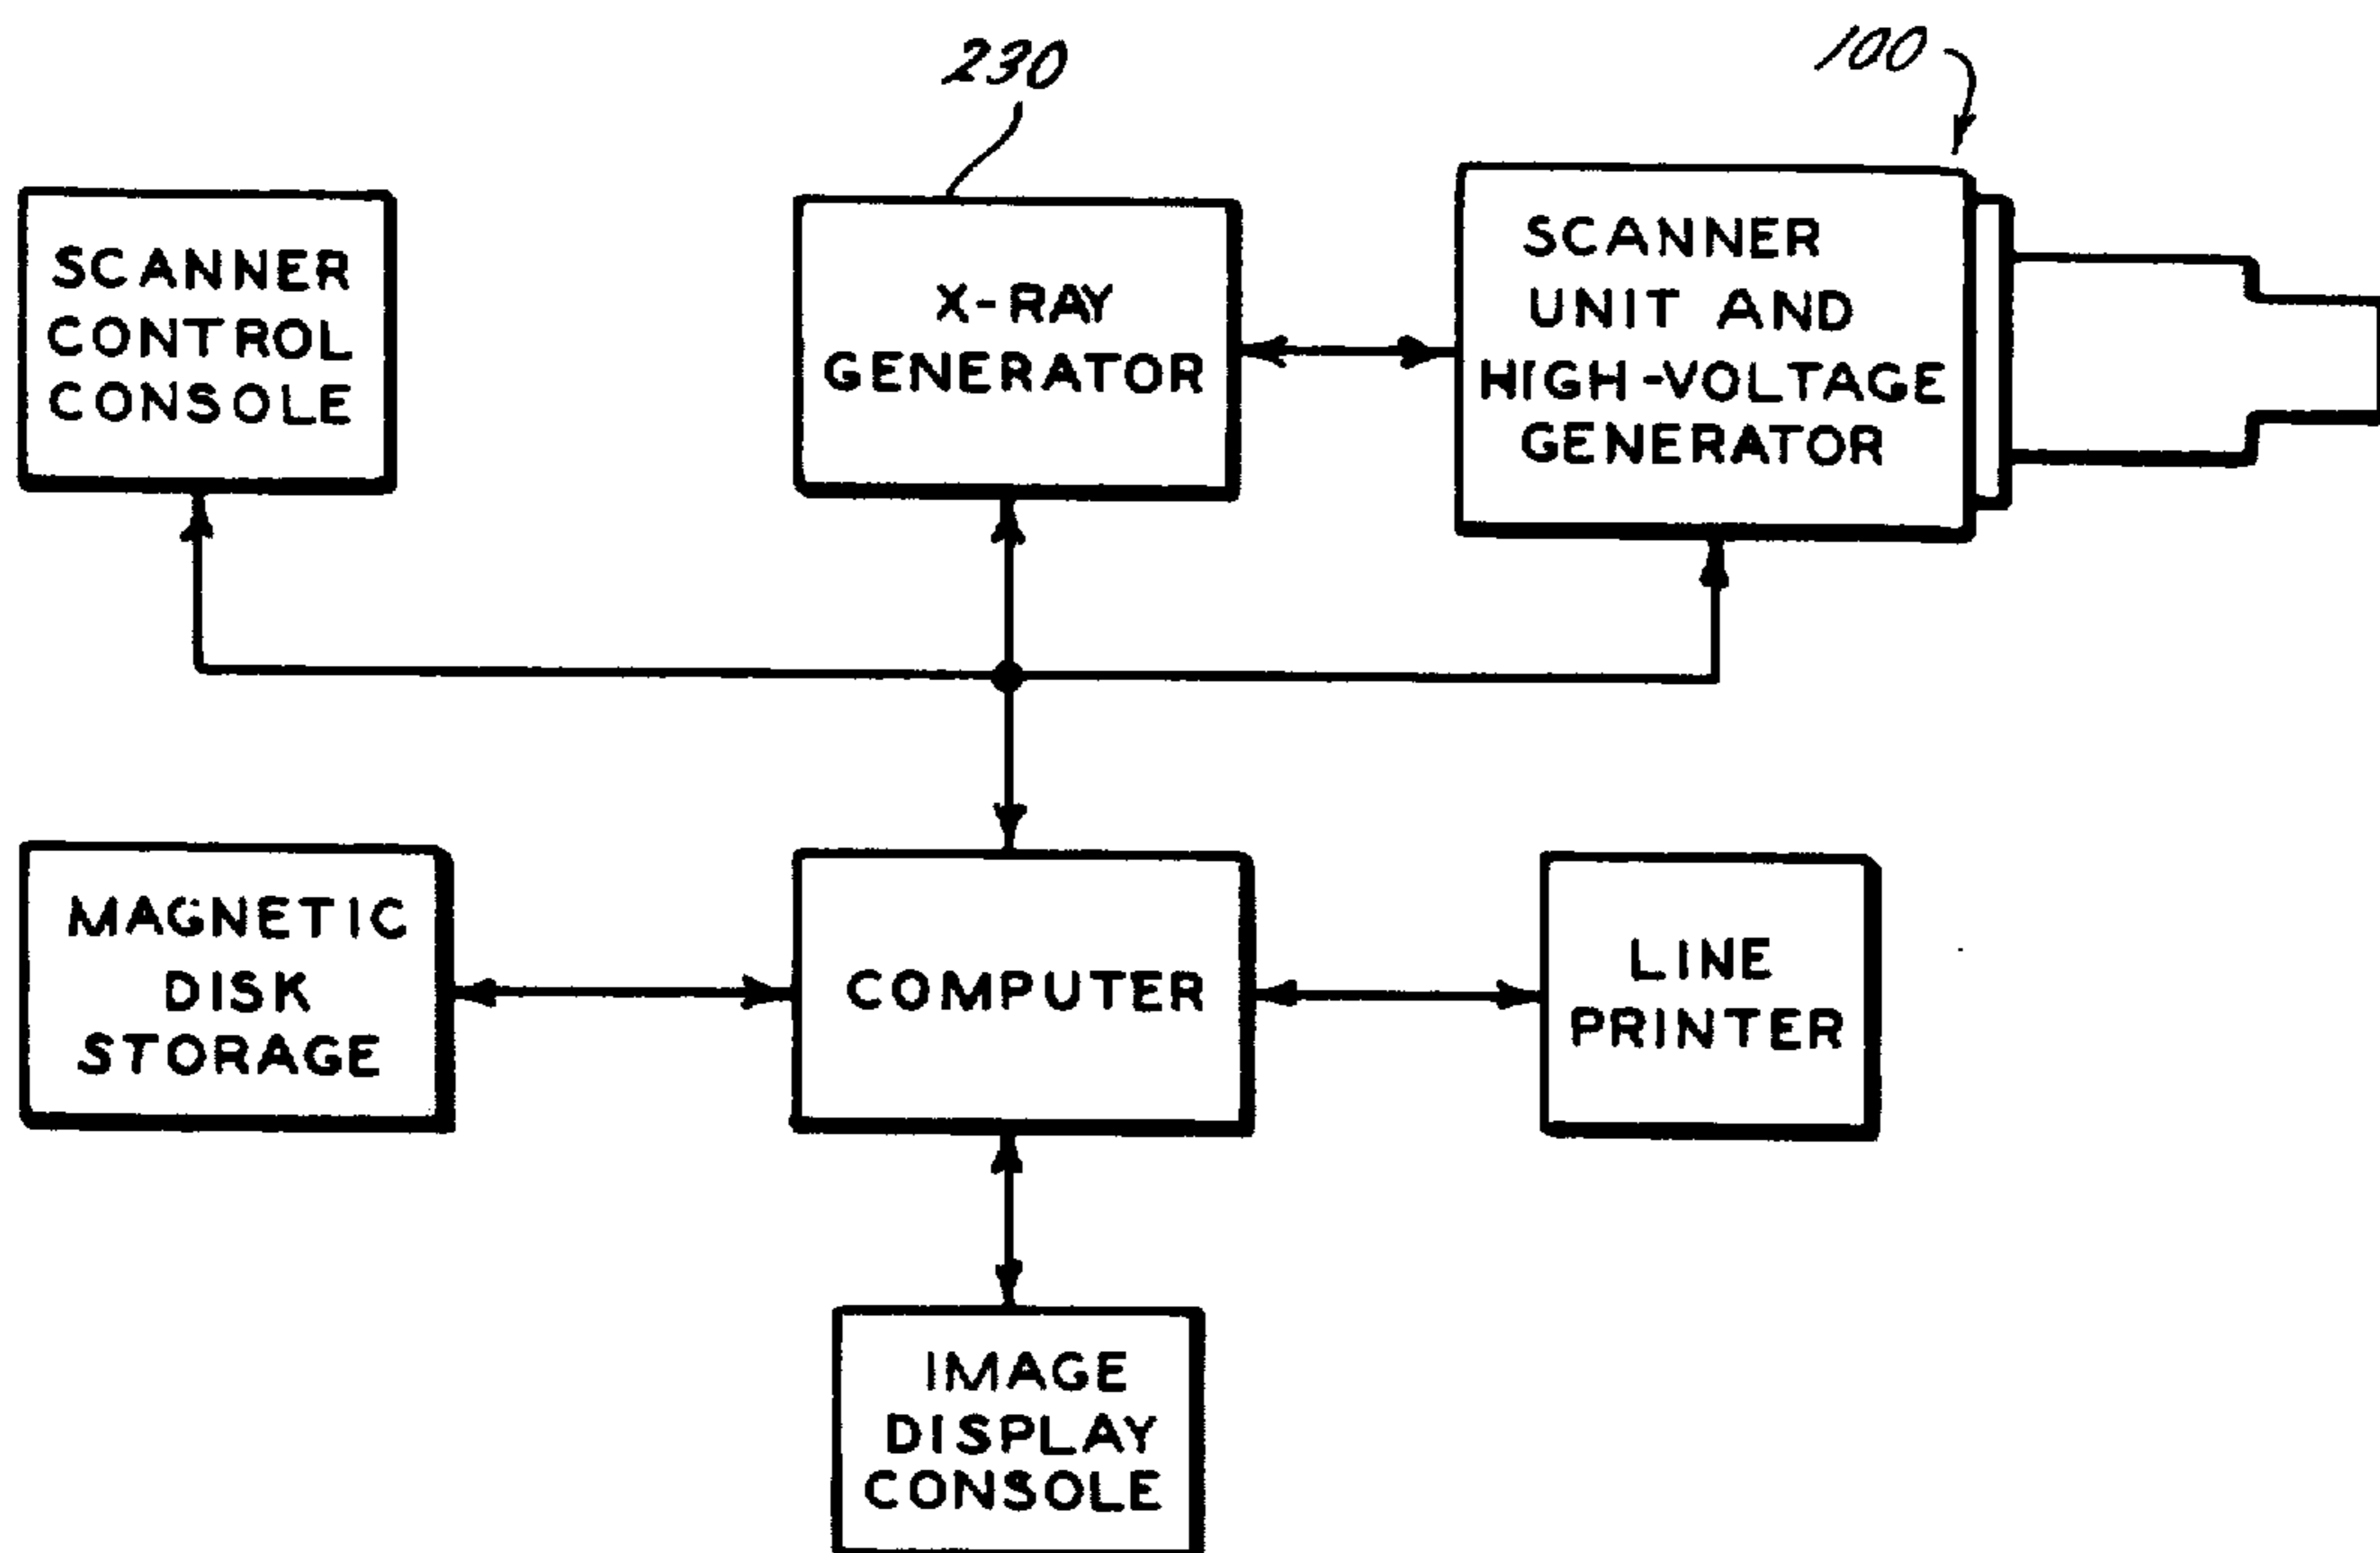 230
100
SCANNER
CONTROL
CONSOLE
X-RAY
GENERATOR
SCANNER
UNIT AND
HIGH-VOLTAGE
GENERATOR
MAGNETIC
DISK
STORAGE
COMPUTER
LINE
PRINTER
IMAGE
DISPLAY
CONSOLE